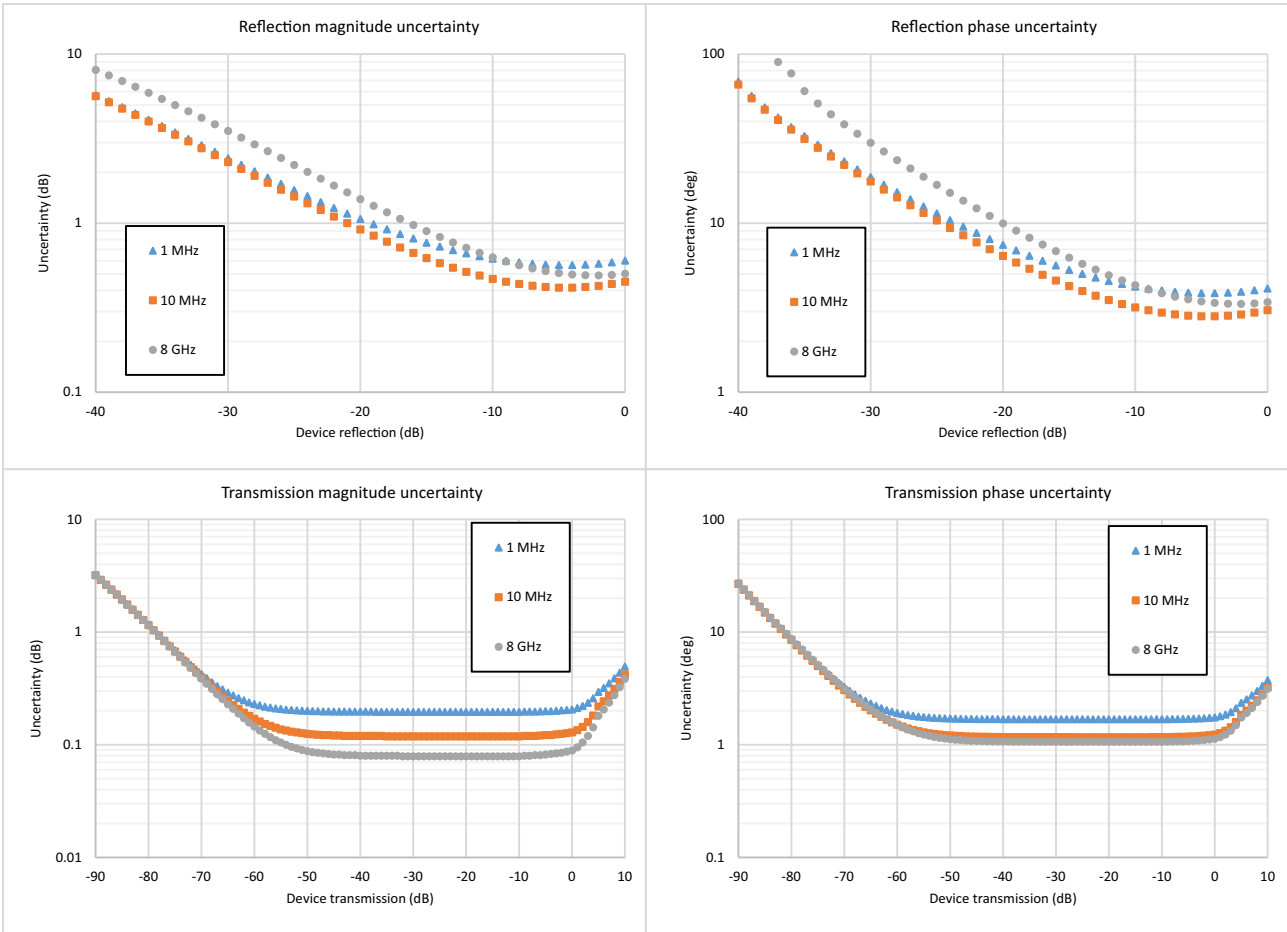 Reflection magnitude uncertainty
10
1
0.1
Uncertainty (dB)
1 MHz
10 MHz
8 GHz
-40 -30 -20 -10 0
Device reflection (dB)
Reflection phase uncertainty
100
10
1
Uncertainty (deg)
1 MHz
10 MHz
8 GHz
-40 -30 -20 -10 0
Device reflection (dB)
Transmission magnitude uncertainty
10
1
0.1
0.01
Uncertainty (dB)
1 MHz
10 MHz
8 GHz
-90 -80 -70 -60 -50 -40 -30 -20 -10 0 10
Device transmission (dB)
Transmission phase uncertainty
100
10
1
0.1
Uncertainty (deg)
1 MHz
10 MHz
8 GHz
-90 -80 -70 -60 -50 -40 -30 -20 -10 0 10
Device transmission (dB)